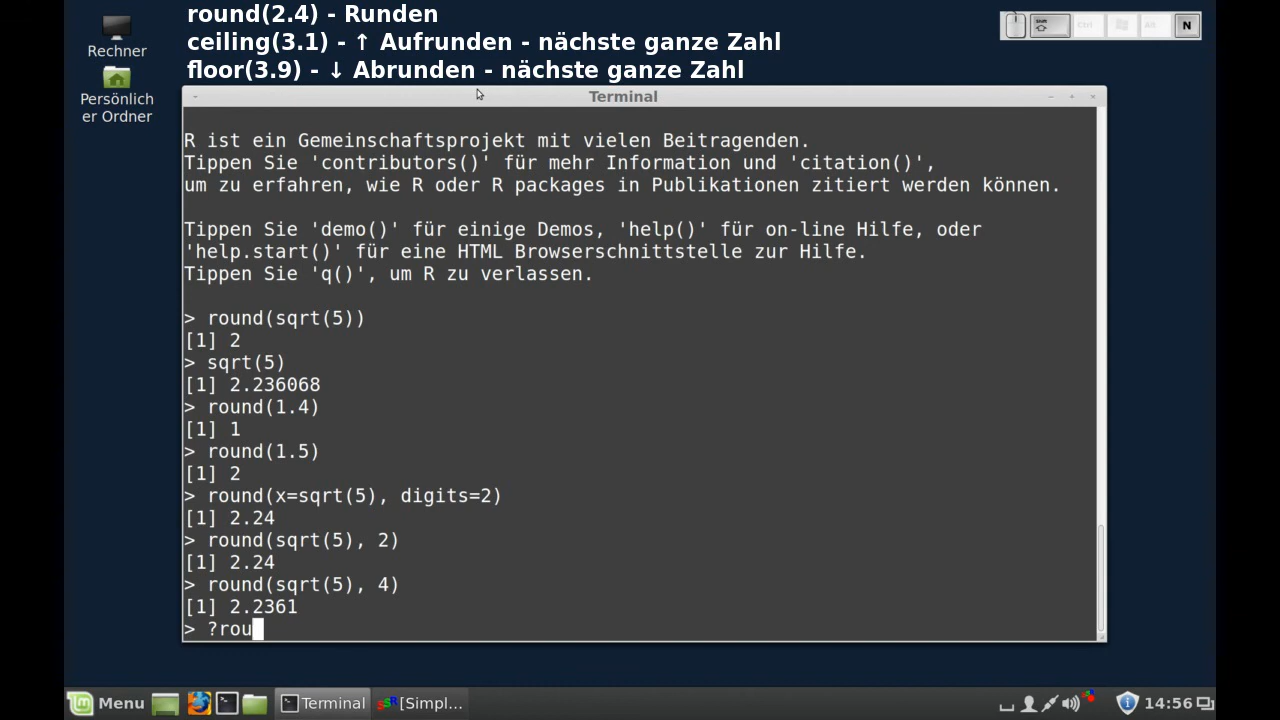 round(2.4) - Runden
ceiling(3.1) - ↑ Aufrunden - nächste ganze Zahl
floor(3.9) - ↓ Abrunden - nächste ganze Zahl
Rechner
Persönlich
er Ordner
Shift
Ctrl
Alt
N
Terminal
R ist ein Gemeinschaftsprojekt mit vielen Beitragenden.
Tippen Sie 'contributors()' für mehr Information und 'citation()',
um zu erfahren, wie R oder R packages in Publikationen zitiert werden können.
Tippen Sie 'demo()' für einige Demos, 'help()' für on-line Hilfe, oder
'help.start()' für eine HTML Browserschnittstelle zur Hilfe.
Tippen Sie 'q()', um R zu verlassen.
> round(sqrt(5))
[1] 2
> sqrt(5)
[1] 2.236068
> round(1.4)
[1] 1
> round(1.5)
[1] 2
> round(x=sqrt(5), digits=2)
[1] 2.24
> round(sqrt(5), 2)
[1] 2.24
> round(sqrt(5), 4)
[1] 2.2361
> ?rou
Menu
Terminal
[Simpl...
14:56